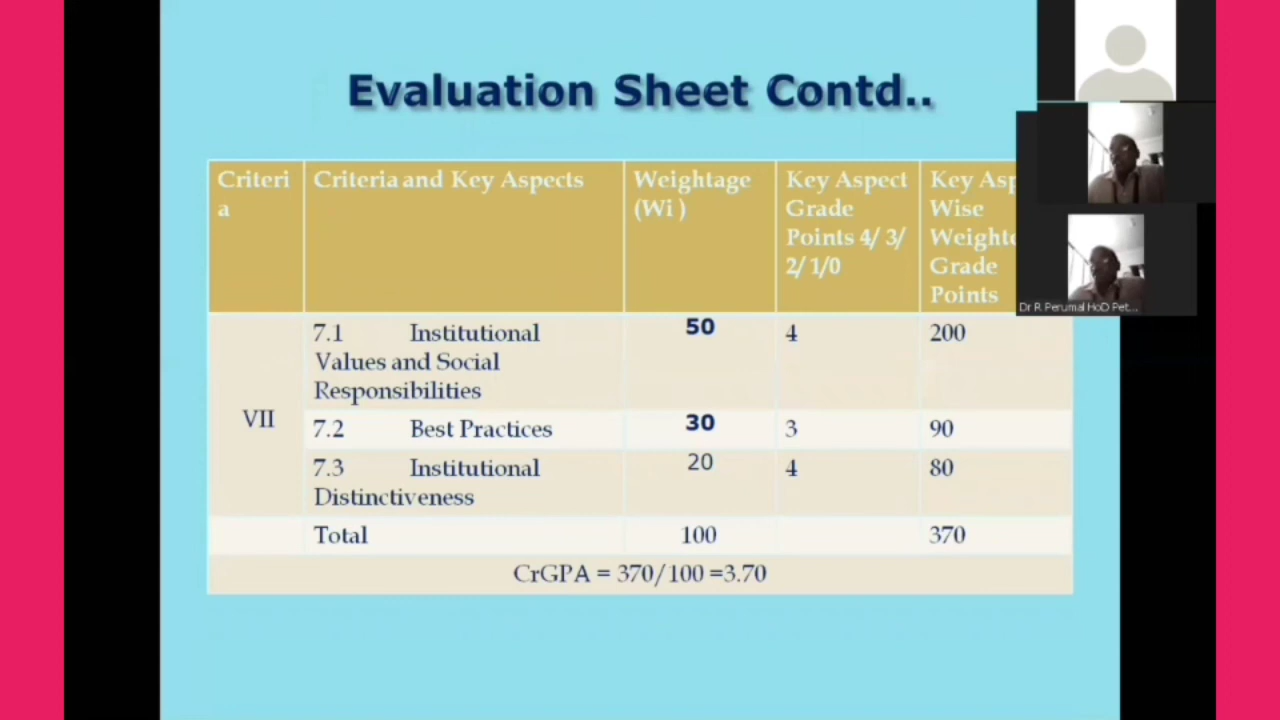 Evaluation Sheet Contd..
Criteri
a
Criteria and Key Aspects
Weightage
(Wi )
Key Aspect
Grade
Points 4/ 3/
2/ 1/0
Key Asp
Wise
Weighte
Grade
Points
VII
7.1 Institutional
Values and Social
Responsibilities
50
4
200
7.2 Best Practices
30
3
90
7.3 Institutional
Distinctiveness
20
4
80
Total
100
370
CrGPA = 370/100 =3.70
Dr R Perumal HoD Pet...